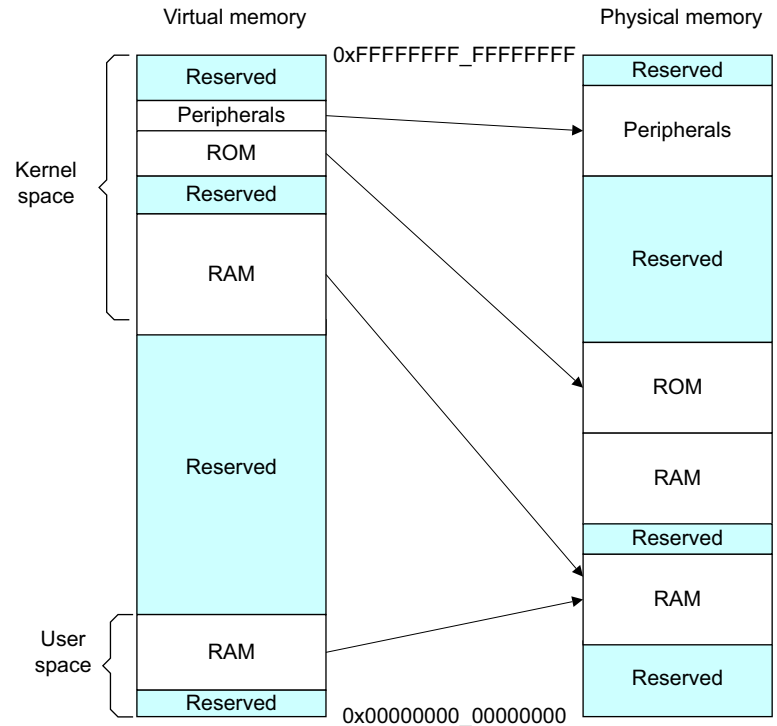 Virtual memory
Physical memory
0xFFFFFFFF_FFFFFFFF
Kernel
space
Reserved
Peripherals
ROM
Reserved
RAM
Reserved
User
space
RAM
Reserved
0x00000000_00000000
Reserved
Peripherals
Reserved
ROM
RAM
Reserved
RAM
Reserved